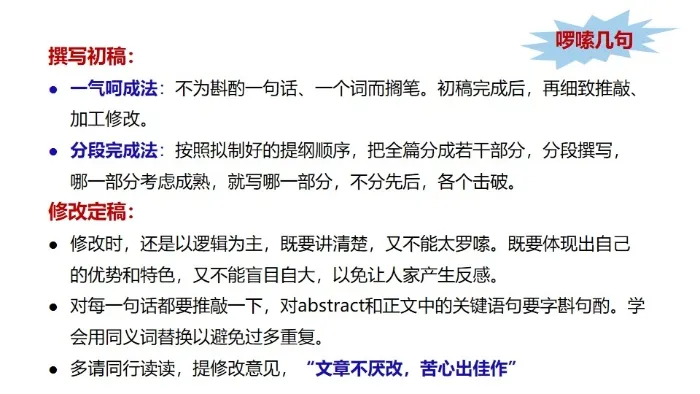 啰嗦几句
撰写初稿：
● 一气呵成法：不为斟酌一句话、一个词而搁笔。初稿完成后，再细致推敲、
加工修改。
● 分段完成法：按照拟制好的提纲顺序，把全篇分成若干部分，分段撰写，
哪一部分考虑成熟，就写哪一部分，不分先后，各个击破。
修改定稿：
● 修改时，还是以逻辑为主，既要讲清楚，又不能太罗嗦。既要体现出自己
的优势和特色，又不能盲目自大，以免让人家产生反感。
● 对每一句话都要推敲一下，对abstract和正文中的关键语句要字斟句酌。学
会用同义词替换以避免过多重复。
● 多请同行读读，提修改意见，“文章不厌改，苦心出佳作”